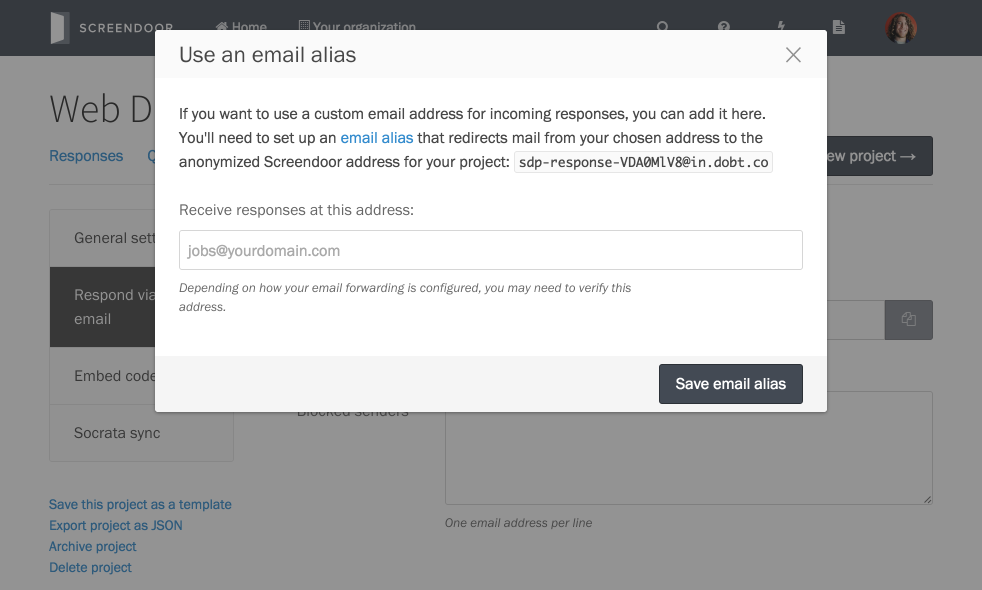 SCREENDOOR
Home
Your organization
Use an email alias
If you want to use a custom email address for incoming responses, you can add it here.
You'll need to set up an email alias that redirects mail from your chosen address to the
anonymized Screendoor address for your project: sdp-response-VDA0MlV8@in.dobt.co
Receive responses at this address:
jobs@yourdomain.com
Depending on how your email forwarding is configured, you may need to verify this
address.
Save email alias
Web D
Responses
Q
ew project →
General sett
Respond via
email
Embed code
Socrata sync
Blocked senders
One email address per line
Save this project as a template
Export project as JSON
Archive project
Delete project